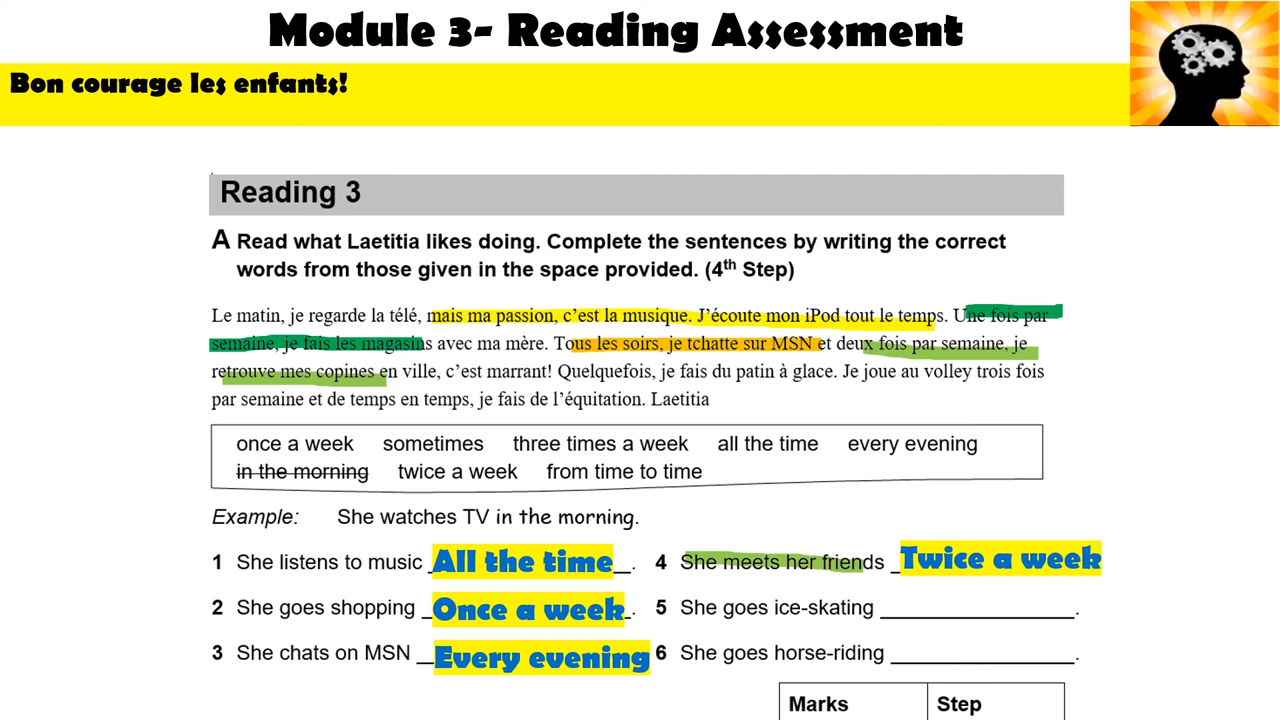 Module 3- Reading Assessment
Bon courage les enfants!
Reading 3
A Read what Laetitia likes doing. Complete the sentences by writing the correct
words from those given in the space provided. (4th Step)
Le matin, je regarde la télé, mais ma passion, c'est la musique. J'écoute mon iPod tout le temps. Une fois par
semaine, je fais les magasins avec ma mère. Tous les soirs, je tchatte sur MSN et deux fois par semaine, je
retrouve mes copines en ville, c'est marrant! Quelquefois, je fais du patin à glace. Je joue au volley trois fois
par semaine et de temps en temps, je fais de l'équitation. Laetitia
once a week sometimes three times a week all the time every evening
in the morning twice a week from time to time
Example: She watches TV in the morning.
1 She listens to music All the time.
2 She goes shopping Once a week.
3 She chats on MSN Every evening
4 She meets her friends Twice a week
5 She goes ice-skating ____.
6 She goes horse-riding ____.
Marks Step